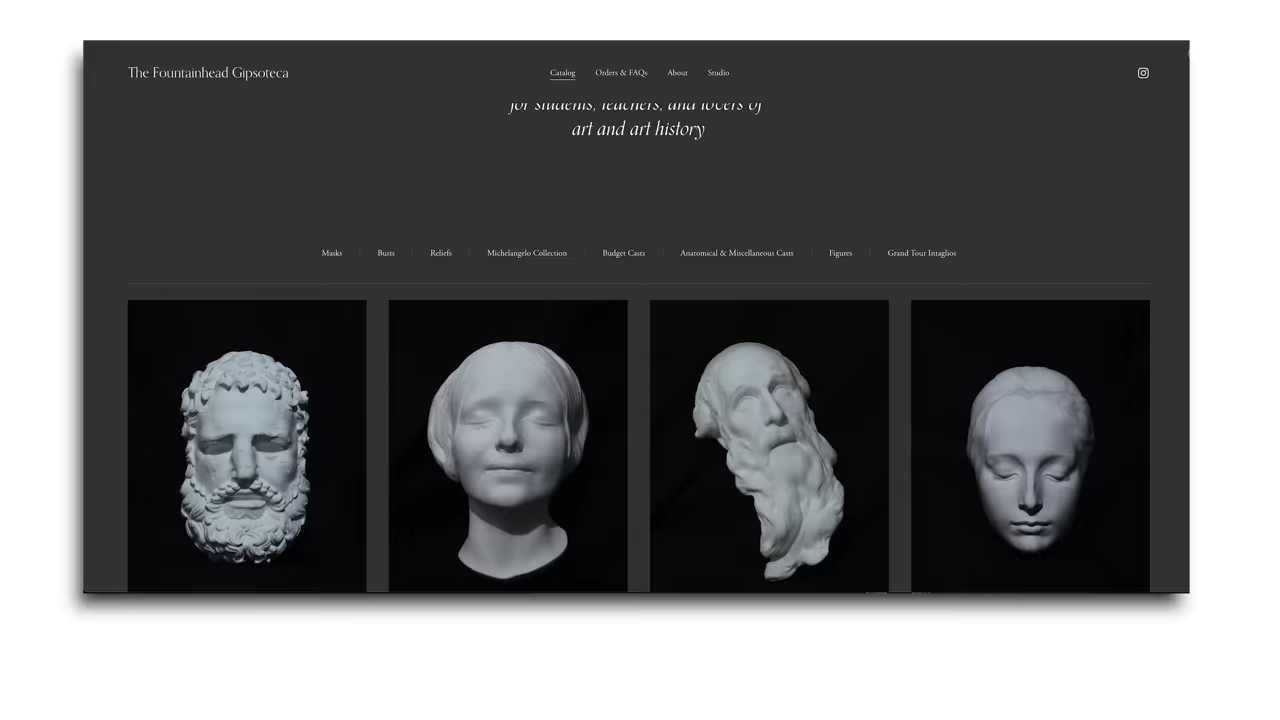 The Fountainhead Gipsoteca
Catalog Orders & FAQs About Studio
for students, teachers, and lovers of
art and art history
Masks Busts Reliefs Michelangelo Collection Budget Casts Anatomical & Miscellaneous Casts Figures Grand Tour Intaglios